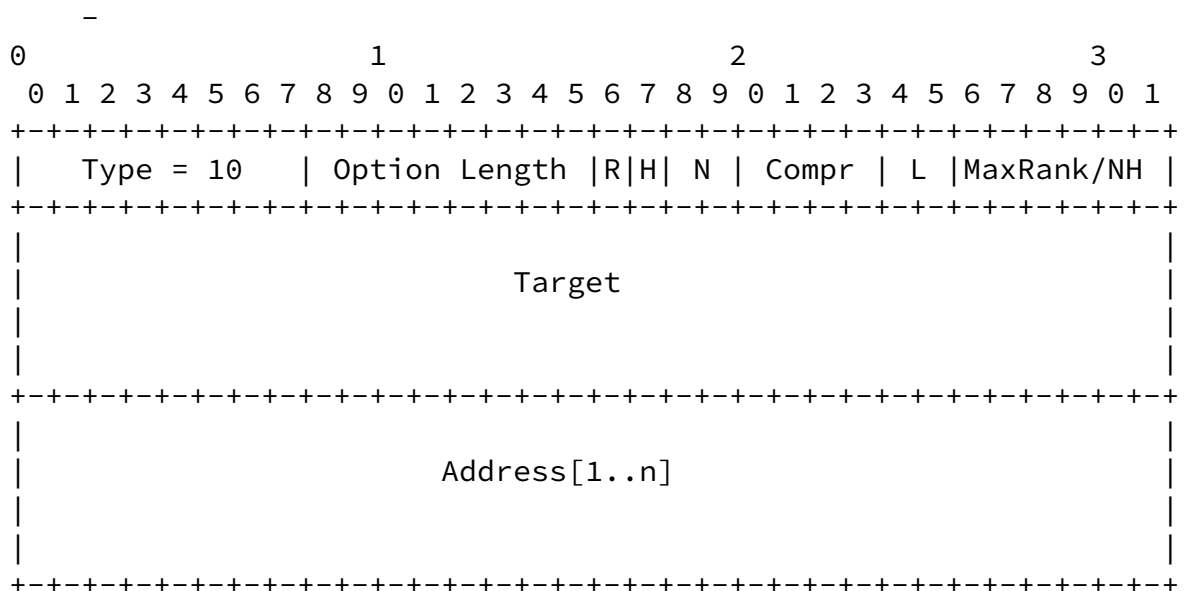 -
0                   1                   2                   3
 0 1 2 3 4 5 6 7 8 9 0 1 2 3 4 5 6 7 8 9 0 1 2 3 4 5 6 7 8 9 0 1
+-+-+-+-+-+-+-+-+-+-+-+-+-+-+-+-+-+-+-+-+-+-+-+-+-+-+-+-+-+-+-+-+
|   Type = 10   | Option Length |R|H| N | Compr | L |MaxRank/NH |
+-+-+-+-+-+-+-+-+-+-+-+-+-+-+-+-+-+-+-+-+-+-+-+-+-+-+-+-+-+-+-+-+
|                                                               |
|                           Target                              |
|                                                               |
|                                                               |
+-+-+-+-+-+-+-+-+-+-+-+-+-+-+-+-+-+-+-+-+-+-+-+-+-+-+-+-+-+-+-+-+
|                                                               |
|                       Address[1..n]                           |
|                                                               |
|                                                               |
+-+-+-+-+-+-+-+-+-+-+-+-+-+-+-+-+-+-+-+-+-+-+-+-+-+-+-+-+-+-+-+-+